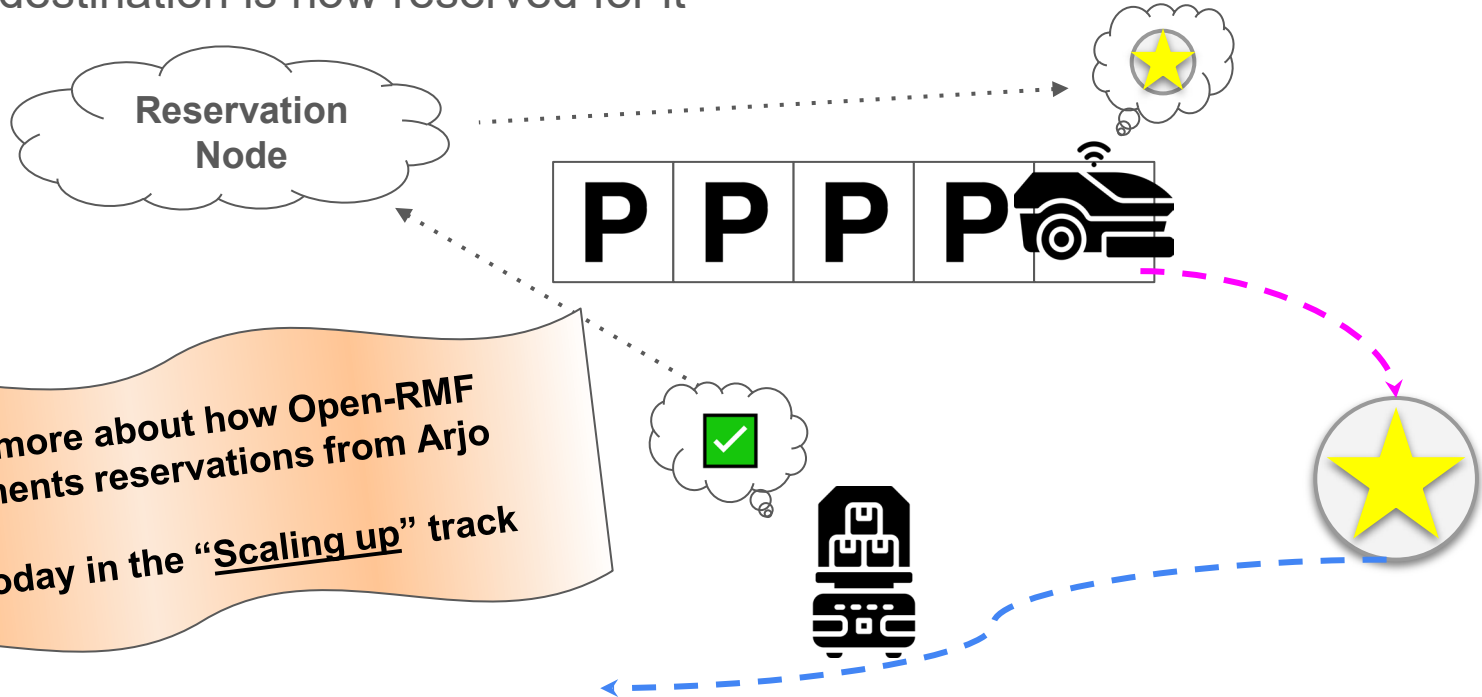 destination is now reserved for it
Reservation
Node
P P P P
more about how Open-RMF
ments reservations from Arjo
oday in the “Scaling up” track